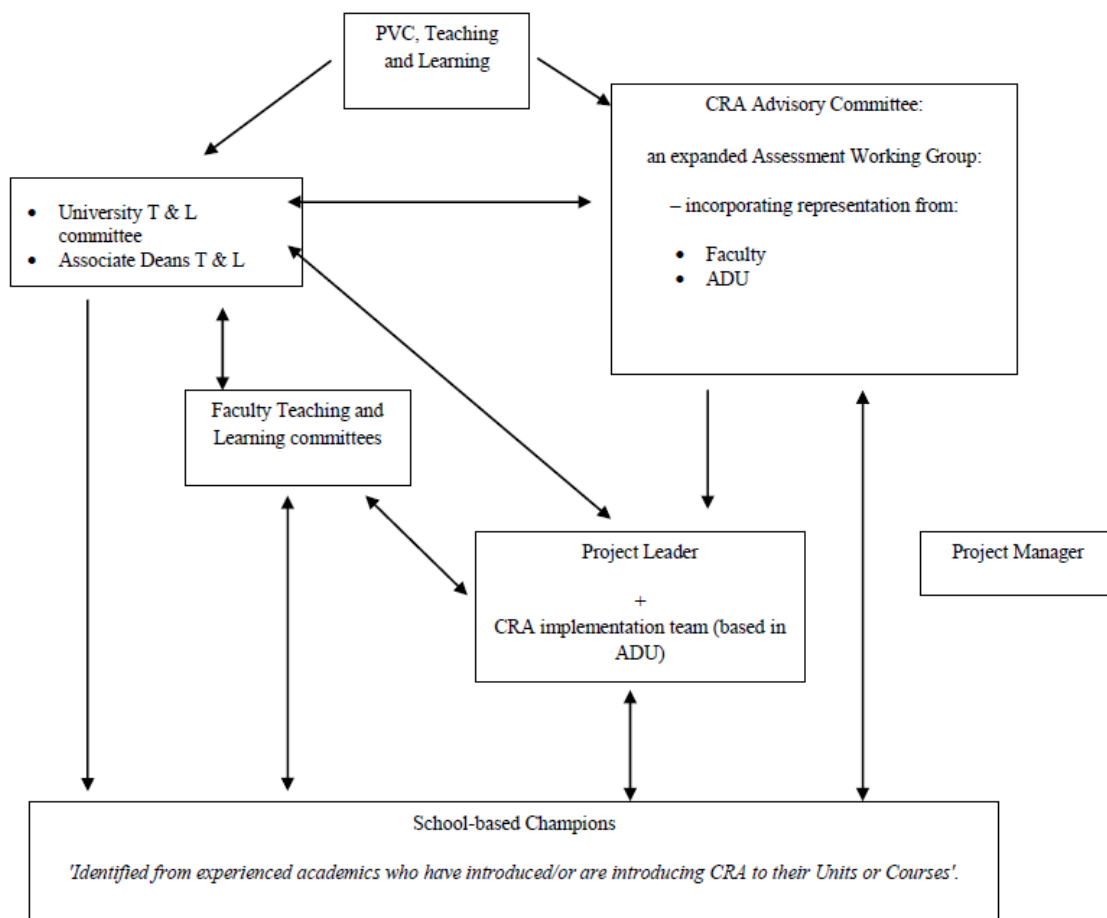 PVC, Teaching
and Learning
CRA Advisory Committee:
an expanded Assessment Working Group:
– incorporating representation from:
• Faculty
• ADU
• University T & L
committee
• Associate Deans T & L
Faculty Teaching and
Learning committees
Project Leader
+
CRA implementation team (based in
ADU)
Project Manager
School-based Champions
'Identified from experienced academics who have introduced/or are introducing CRA to their Units or Courses'.